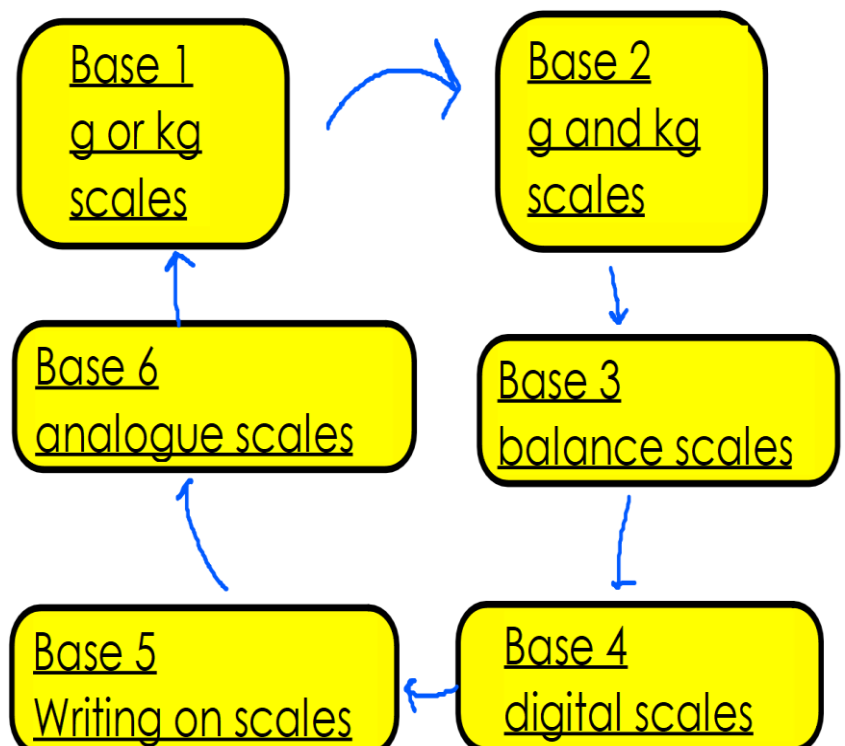 Base 1
g or kg
scales
Base 2
g and kg
scales
Base 3
balance scales
Base 4
digital scales
Base 5
Writing on scales
Base 6
analogue scales